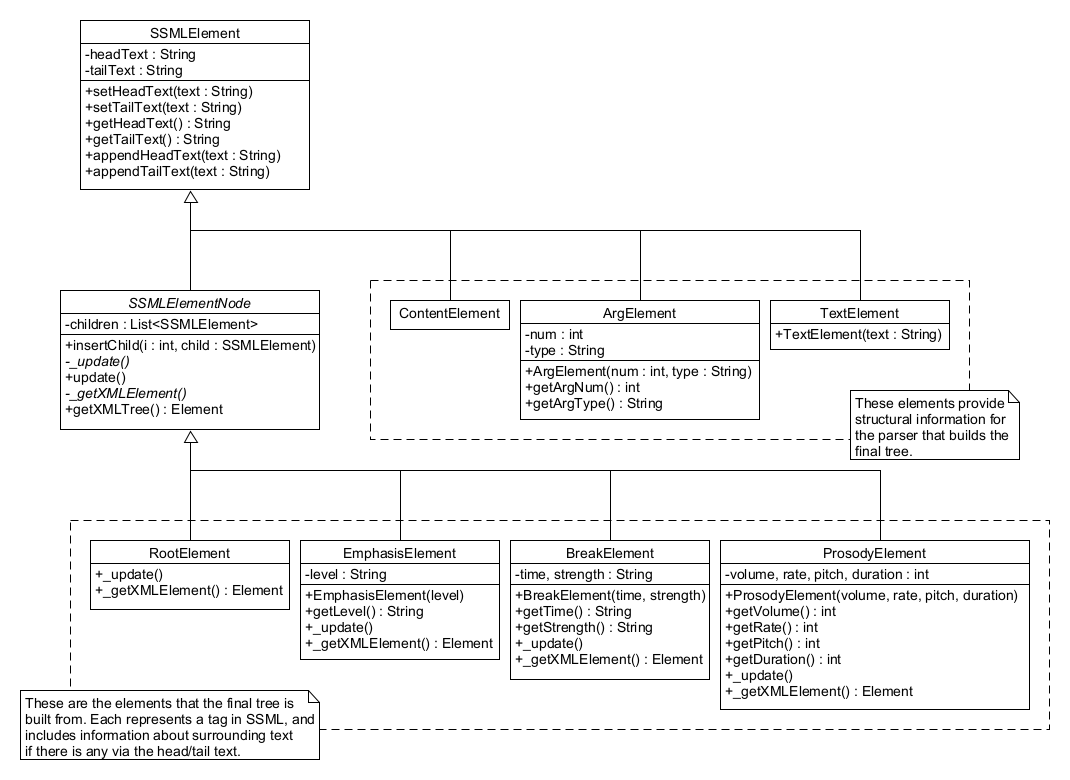 SSMLElement
-headText : String
-tailText : String
+setHeadText(text : String)
+setTailText(text : String)
+getHeadText() : String
+getTailText() : String
+appendHeadText(text : String)
+appendTailText(text : String)
SSMLElementNode
-children : List<SSMLElement>
+insertChild(i : int, child : SSMLElement)
-_update()
+update()
-_getXMLElement()
+getXMLTree() : Element
ContentElement
ArgElement
-num : int
-type : String
+ArgElement(num : int, type : String)
+getArgNum() : int
+getArgType() : String
TextElement
+TextElement(text : String)
These elements provide
structural information for
the parser that builds the
final tree.
RootElement
+_update()
+_getXMLElement() : Element
EmphasisElement
-level : String
+EmphasisElement(level)
+getLevel() : String
+_update()
+_getXMLElement() : Element
BreakElement
-time, strength : String
+BreakElement(time, strength)
+getTime() : String
+getStrength() : String
+_update()
+_getXMLElement() : Element
ProsodyElement
-volume, rate, pitch, duration : int
+ProsodyElement(volume, rate, pitch, duration)
+getVolume() : int
+getRate() : int
+getPitch() : int
+getDuration() : int
+_update()
+_getXMLElement() : Element
These are the elements that the final tree is
built from. Each represents a tag in SSML, and
includes information about surrounding text
if there is any via the head/tail text.